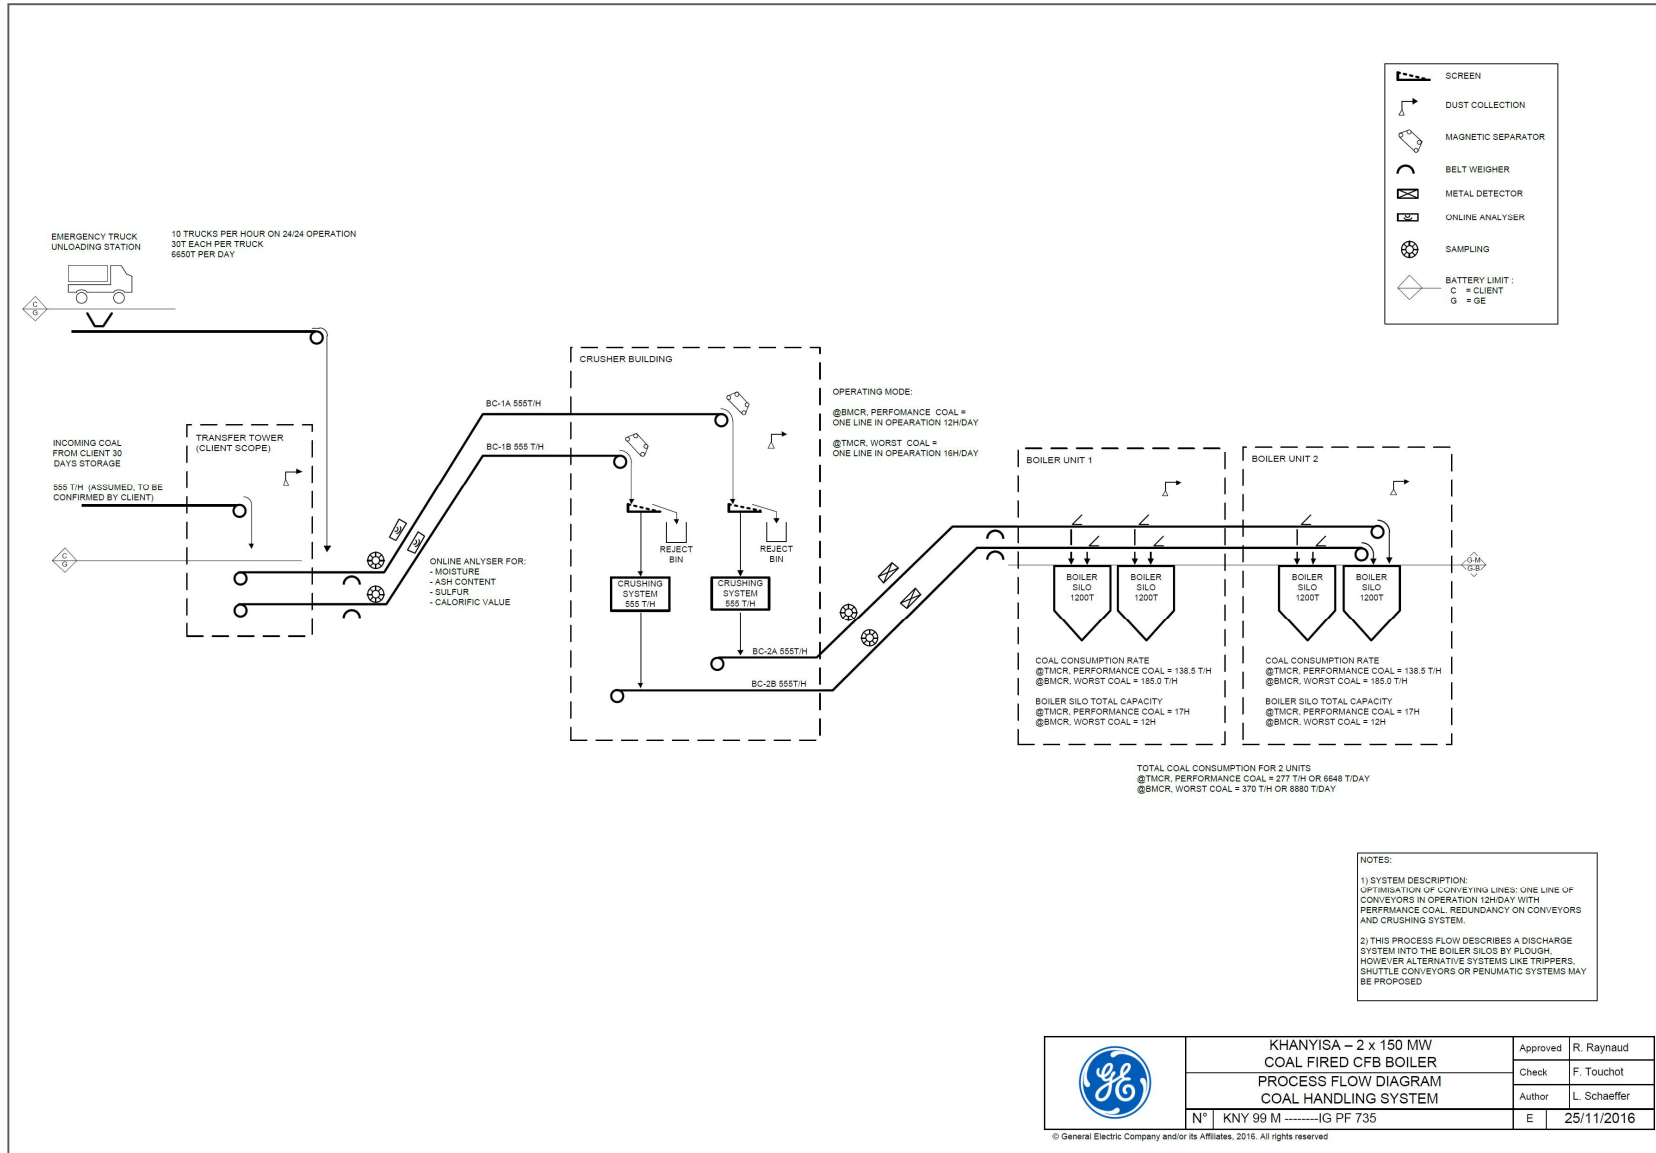 SCREEN
DUST COLLECTION
MAGNETIC SEPARATOR
BELT WEIGHER
METAL DETECTOR
ONLINE ANALYSER
SAMPLING
BATTERY LIMIT :
C = CLIENT
G = GE
EMERGENCY TRUCK
UNLOADING STATION
10 TRUCKS PER HOUR ON 24/24 OPERATION
30T EACH PER TRUCK
6650T PER DAY
C
G
CRUSHER BUILDING
OPERATING MODE:
@BMCR, PERFOMANCE COAL =
ONE LINE IN OPEARATION 12H/DAY
@TMCR, WORST COAL =
ONE LINE IN OPEARATION 16H/DAY
BC-1A 555T/H
BC-1B 555 T/H
INCOMING COAL
FROM CLIENT 30
DAYS STORAGE
555 T/H (ASSUMED, TO BE
CONFIRMED BY CLIENT)
TRANSFER TOWER
(CLIENT SCOPE)
C
G
ONLINE ANLYSER FOR:
- MOISTURE
- ASH CONTENT
- SULFUR
- CALORIFIC VALUE
REJECT
BIN
REJECT
BIN
CRUSHING
SYSTEM
555 T/H
CRUSHING
SYSTEM
555 T/H
BC-2A 555T/H
BC-2B 555T/H
BOILER UNIT 1
BOILER UNIT 2
BOILER
SILO
1200T
BOILER
SILO
1200T
BOILER
SILO
1200T
BOILER
SILO
1200T
G-M
G-B
COAL CONSUMPTION RATE
@TMCR, PERFORMANCE COAL = 138.5 T/H
@BMCR, WORST COAL = 185.0 T/H
BOILER SILO TOTAL CAPACITY
@TMCR, PERFORMANCE COAL = 17H
@BMCR, WORST COAL = 12H
COAL CONSUMPTION RATE
@TMCR, PERFORMANCE COAL = 138.5 T/H
@BMCR, WORST COAL = 185.0 T/H
BOILER SILO TOTAL CAPACITY
@TMCR, PERFORMANCE COAL = 17H
@BMCR, WORST COAL = 12H
TOTAL COAL CONSUMPTION FOR 2 UNITS
@TMCR, PERFORMANCE COAL = 277 T/H OR 6648 T/DAY
@BMCR, WORST COAL = 370 T/H OR 8880 T/DAY
NOTES:
1) SYSTEM DESCRIPTION:
OPTIMISATION OF CONVEYING LINES: ONE LINE OF
CONVEYORS IN OPERATION 12H/DAY WITH
PERFRMANCE COAL. REDUNDANCY ON CONVEYORS
AND CRUSHING SYSTEM.
2) THIS PROCESS FLOW DESCRIBES A DISCHARGE
SYSTEM INTO THE BOILER SILOS BY PLOUGH,
HOWEVER ALTERNATIVE SYSTEMS LIKE TRIPPERS,
SHUTTLE CONVEYORS OR PENUMATIC SYSTEMS MAY
BE PROPOSED
GE
KHANYISA – 2 x 150 MW
COAL FIRED CFB BOILER
PROCESS FLOW DIAGRAM
COAL HANDLING SYSTEM
N° KNY 99 M --------IG PF 735
Approved R. Raynaud
Check F. Touchot
Author L. Schaeffer
E 25/11/2016
© General Electric Company and/or its Affiliates, 2016. All rights reserved